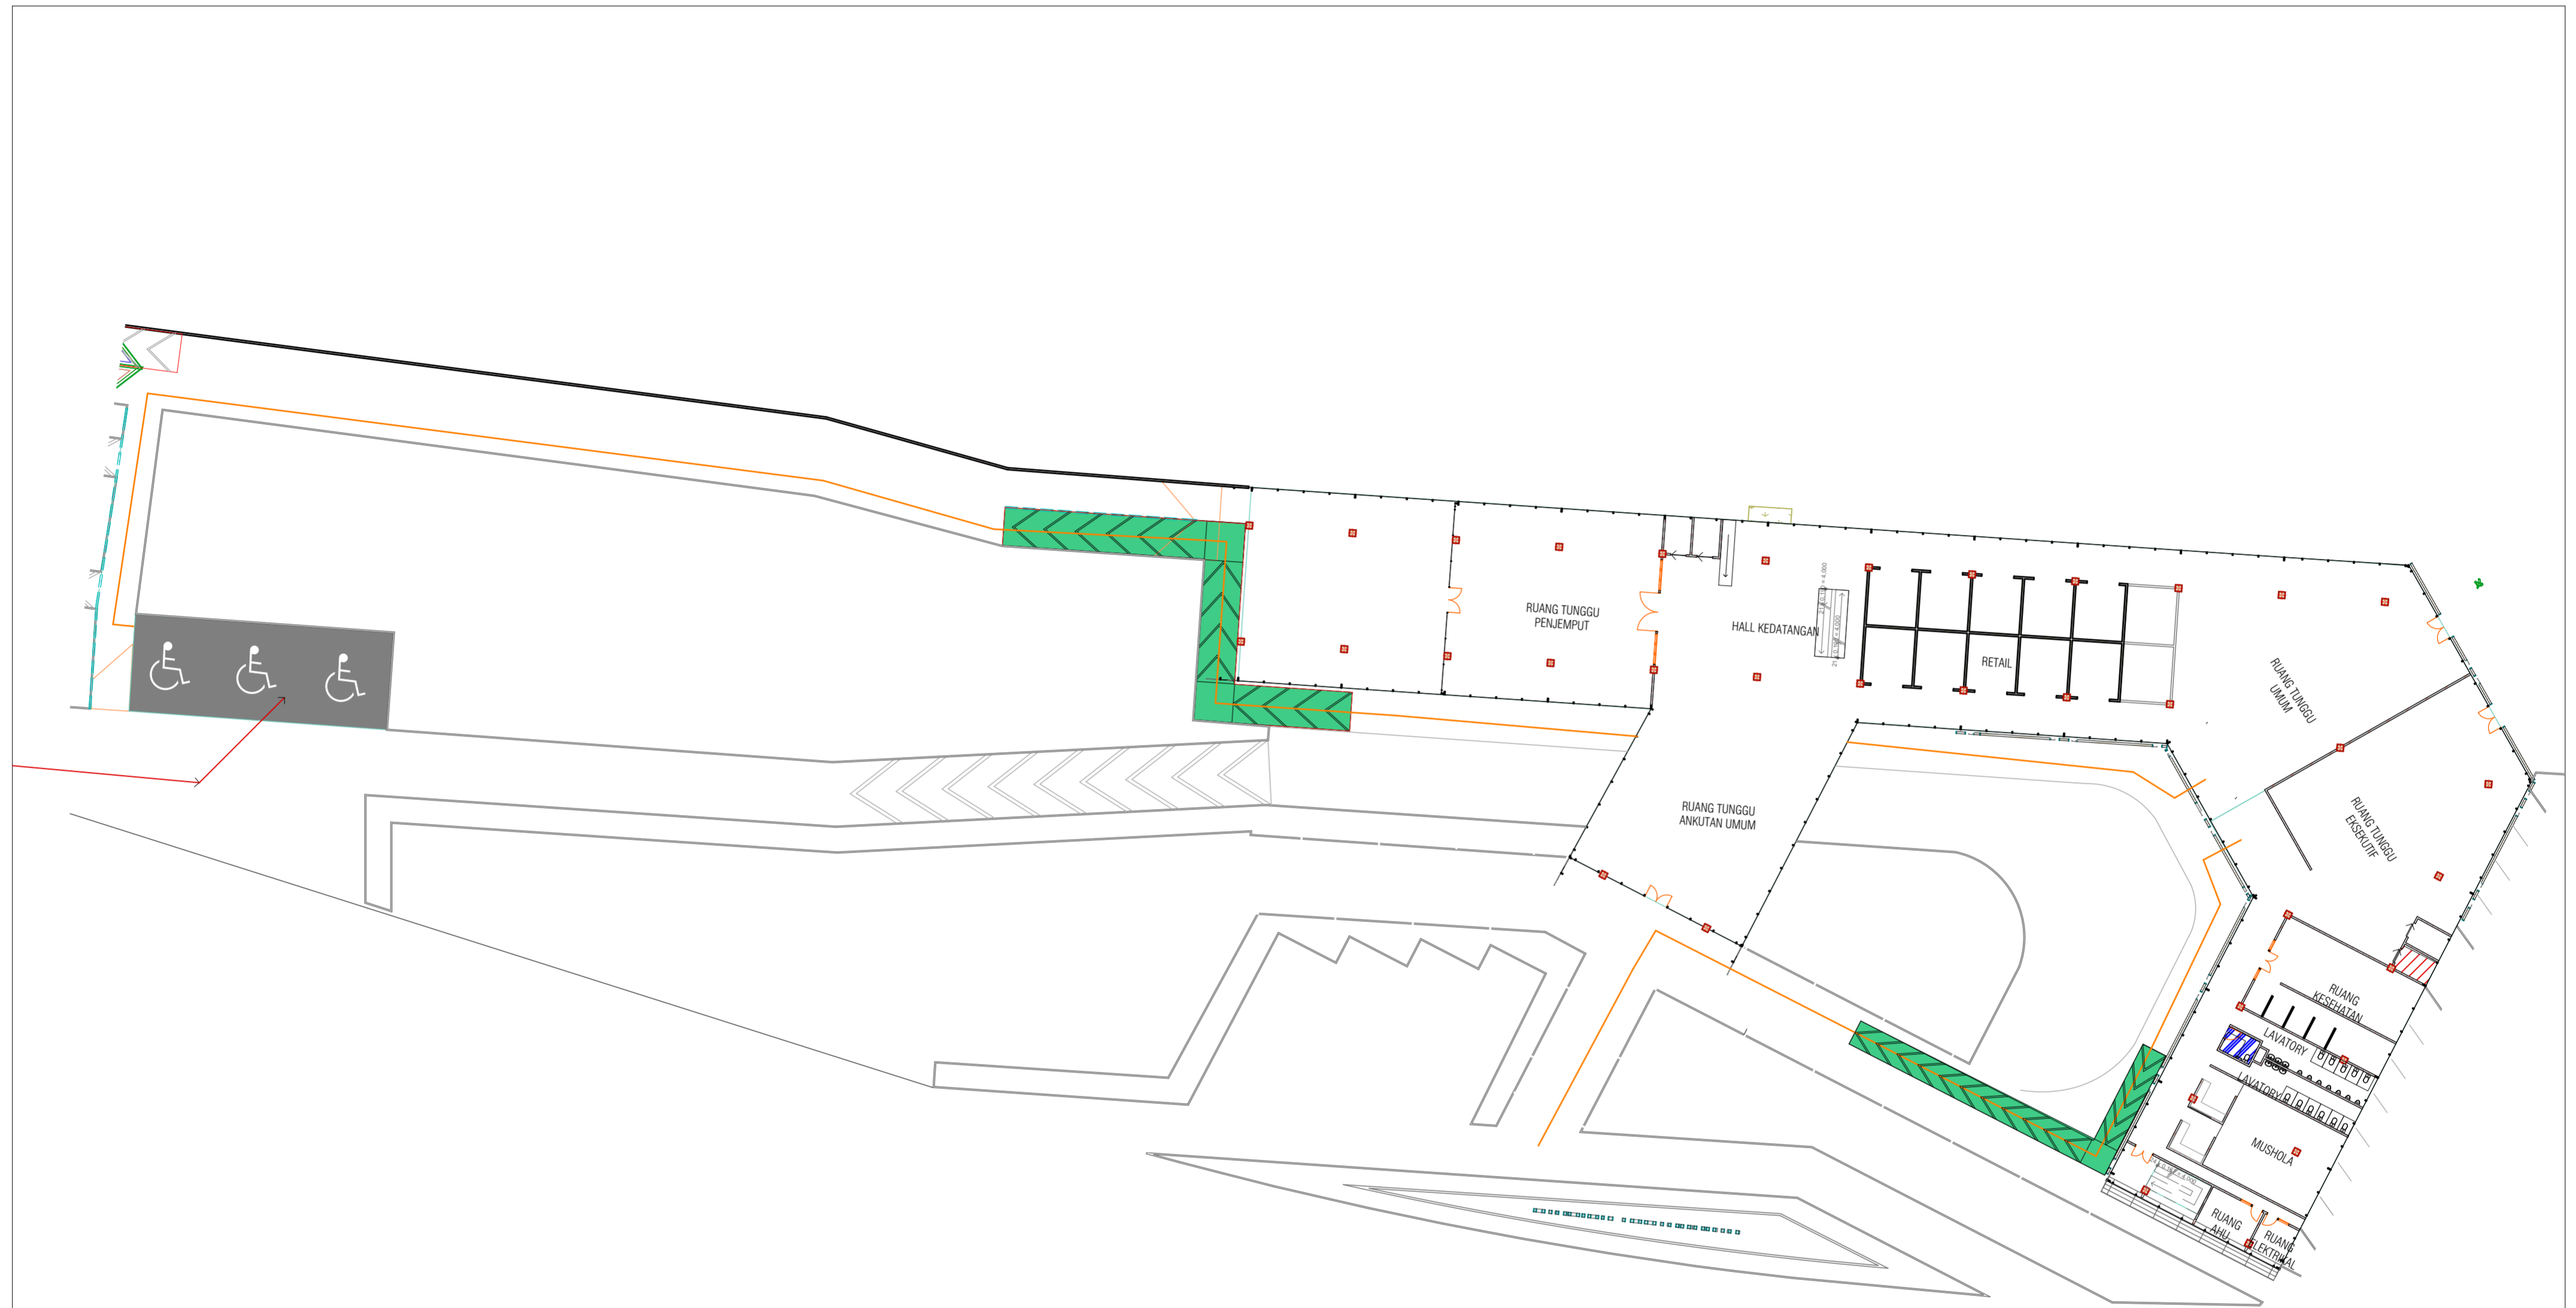 RUANG TUNGGU
PENJEMPUT
HALL KEDATANGAN
RETAIL
RUANG TUNGGU
UMUM
RUANG TUNGGU
EKSEKUTIF
RUANG TUNGGU
ANKUTAN UMUM
RUANG
KESEHATAN
LAVATORY
LAVATORY
MUSHOLA
RUANG
AHU
RUANG
ELEKTRIKAL